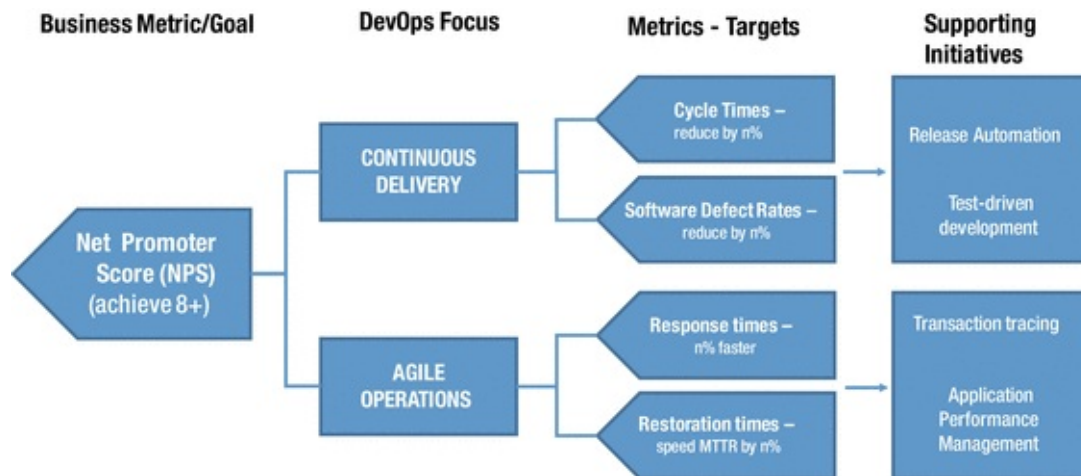 Business Metric/Goal
DevOps Focus
Metrics - Targets
Supporting
Initiatives
Net Promoter
Score (NPS)
(achieve 8+)
CONTINUOUS
DELIVERY
Cycle Times –
reduce by n%
Software Defect Rates –
reduce by n%
Release Automation
Test-driven
development
AGILE
OPERATIONS
Response times –
n% faster
Restoration times –
speed MTTR by n%
Transaction tracing
Application
Performance
Management